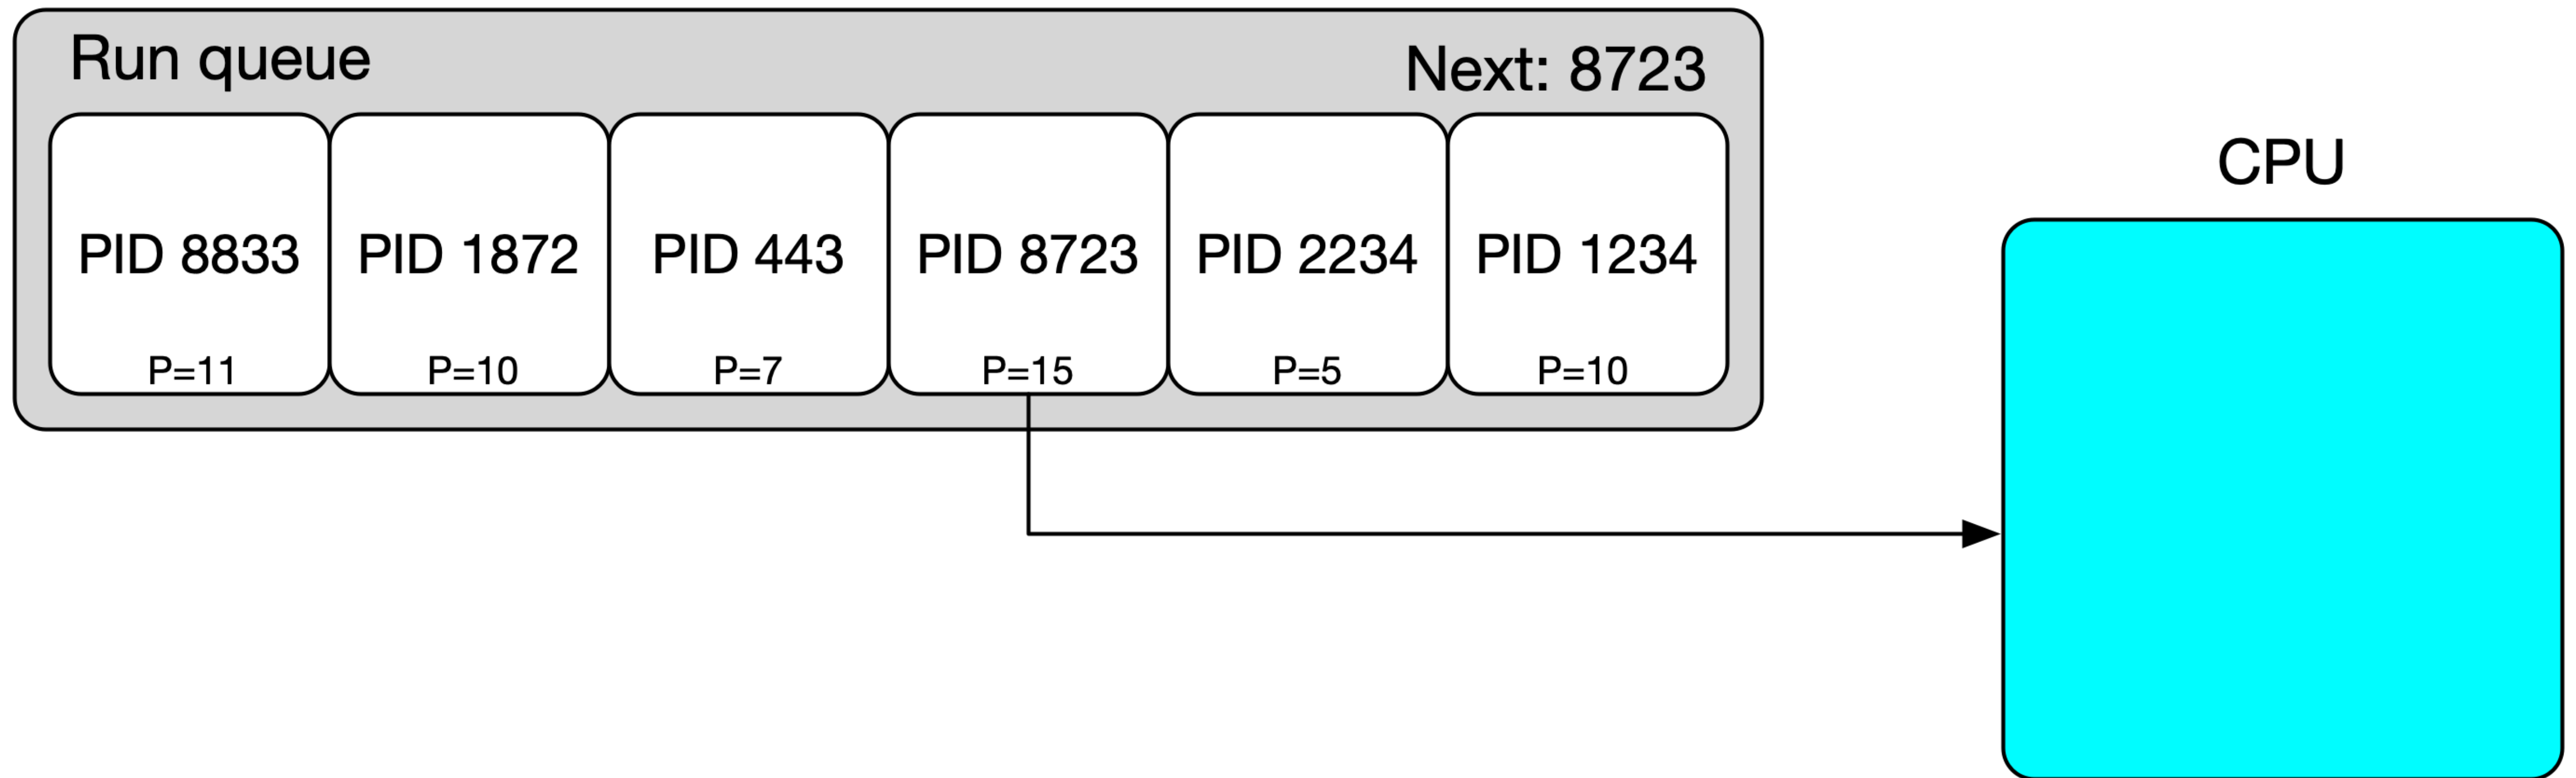 Run queue
Next: 8723
CPU
PID 8833
PID 1872
PID 443
PID 8723
PID 2234
PID 1234
P=11
P=10
P=7
P=15
P=5
P=10